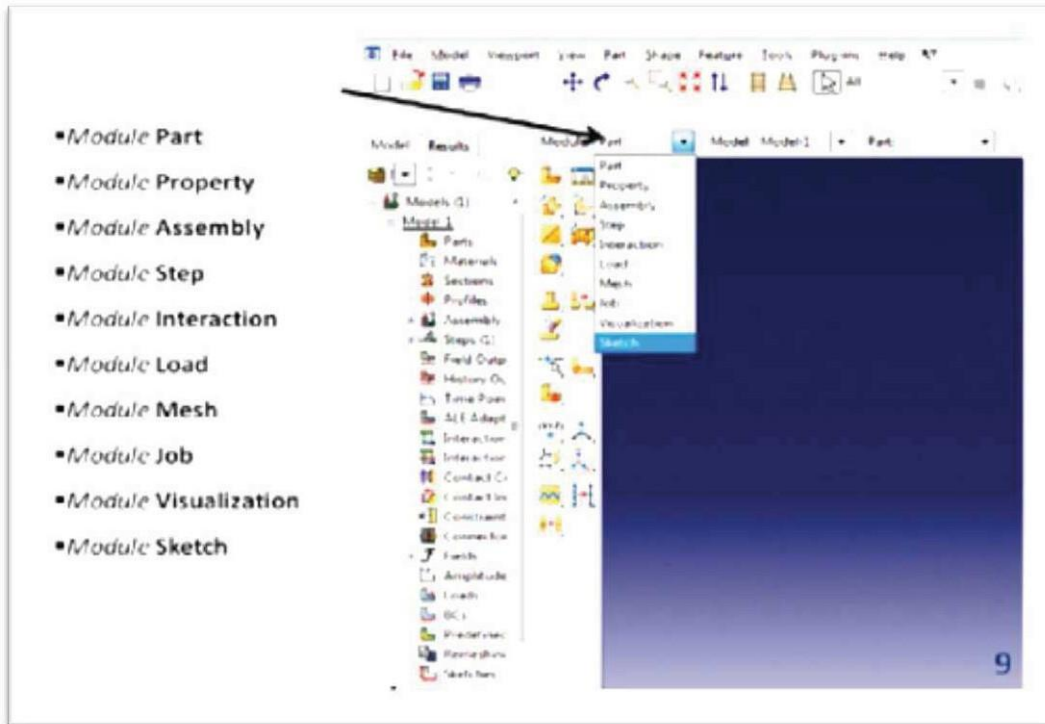 File Model Viewport View Part Shape Feature Tools Plug-ins Help
All
▪Module Part
▪Module Property
▪Module Assembly
▪Module Step
▪Module Interaction
▪Module Load
▪Module Mesh
▪Module Job
▪Module Visualization
▪Module Sketch
Model Results
Module Part Model Model-1 Part
Models (1)
Model 1
Parts
Materials
Sections
Profiles
Assembly
Steps (1)
Field Outp
History Ou
Time Poin
ALE Adapt
Interaction
Interaction
Contact Co
Contact In
Constraint
Connector
Fields
Amplitude
Loads
BCs
Predefined
Remeshing
Sketches
Part
Property
Assembly
Step
Interaction
Load
Mesh
Job
Visualization
Sketch
9